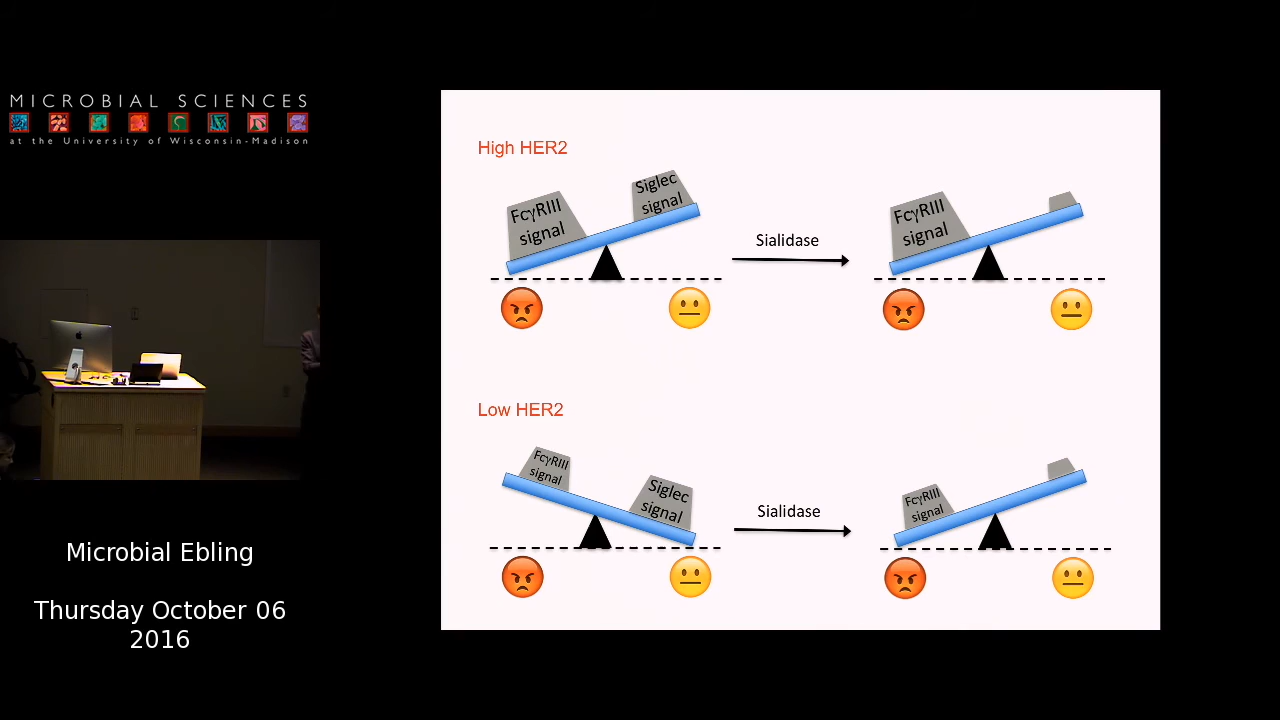 MICROBIAL SCIENCES
at the University of Wisconsin-Madison
High HER2
FcγRIII
signal
Siglec
signal
Sialidase
FcγRIII
signal
Low HER2
FcγRIII
signal
Siglec
signal
Sialidase
FcγRIII
signal
Microbial Ebling
Thursday October 06
2016